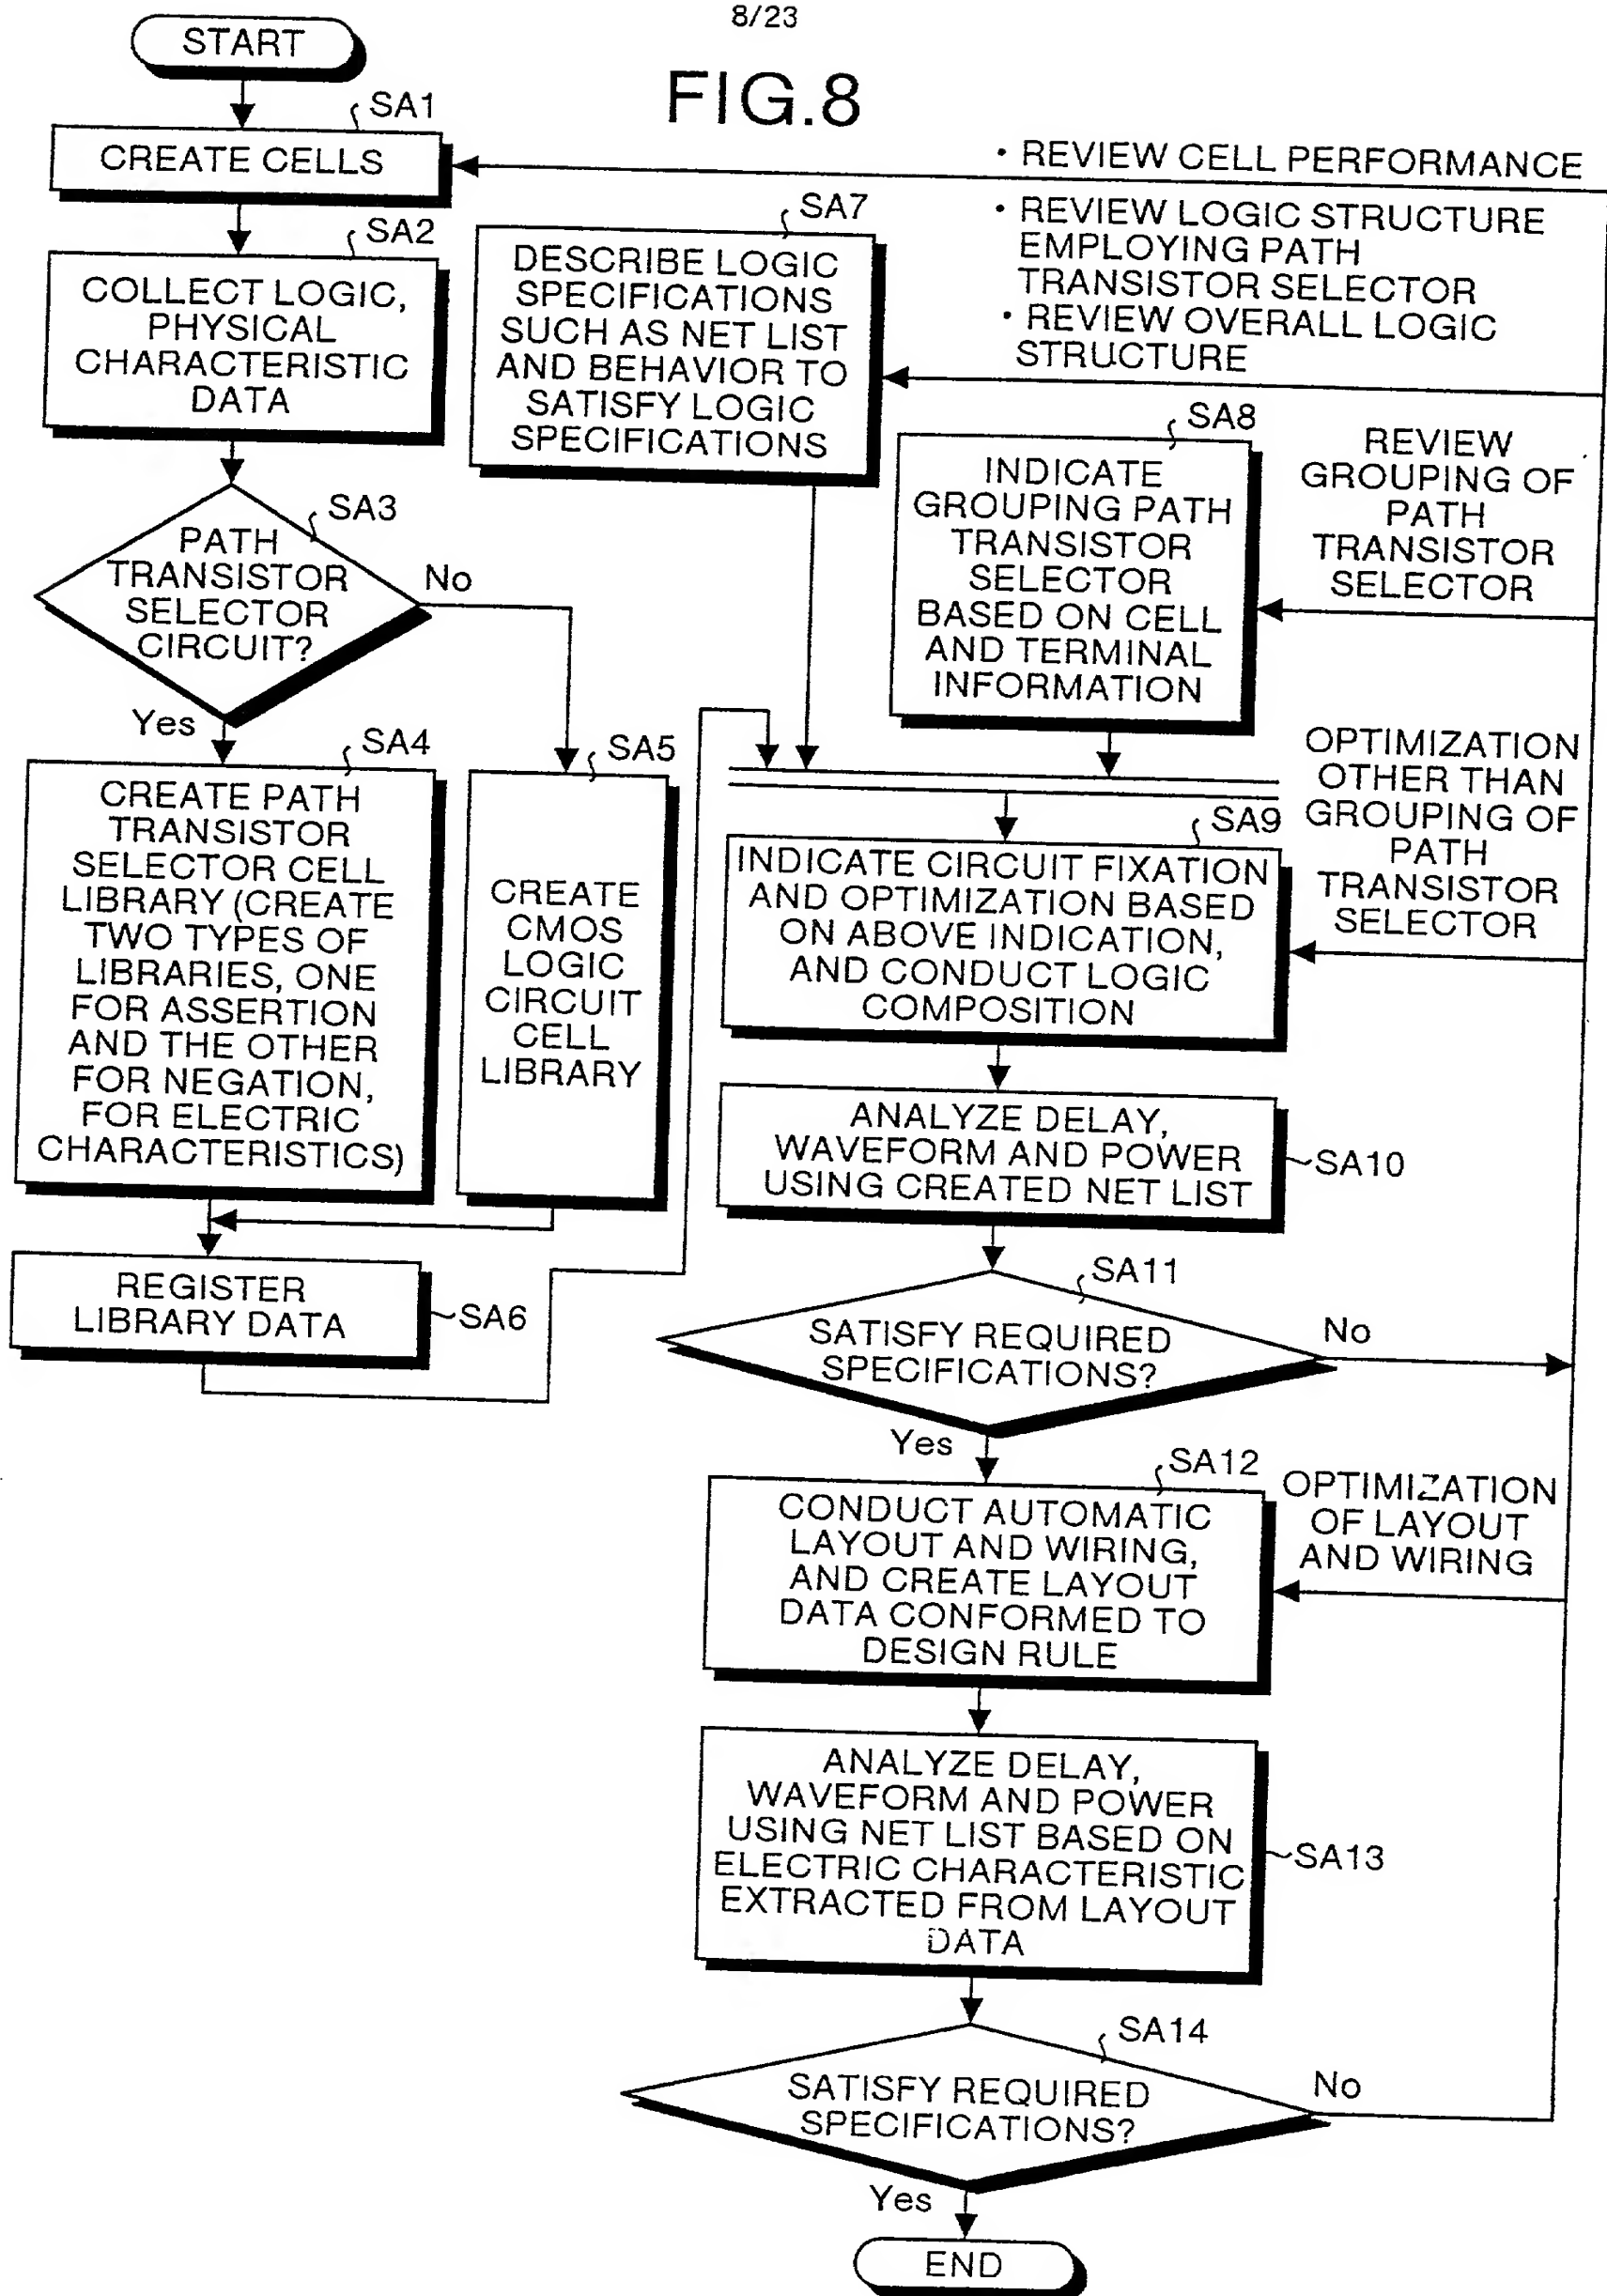 8/23
FIG.8
START
SA1
CREATE CELLS
• REVIEW CELL PERFORMANCE
• REVIEW LOGIC STRUCTURE
EMPLOYING PATH
TRANSISTOR SELECTOR
• REVIEW OVERALL LOGIC
STRUCTURE
SA2
COLLECT LOGIC,
PHYSICAL
CHARACTERISTIC
DATA
SA7
DESCRIBE LOGIC
SPECIFICATIONS
SUCH AS NET LIST
AND BEHAVIOR TO
SATISFY LOGIC
SPECIFICATIONS
SA8
INDICATE
GROUPING PATH
TRANSISTOR
SELECTOR
BASED ON CELL
AND TERMINAL
INFORMATION
REVIEW
GROUPING OF
PATH
TRANSISTOR
SELECTOR
SA3
PATH
TRANSISTOR
SELECTOR
CIRCUIT?
No
Yes
SA4
CREATE PATH
TRANSISTOR
SELECTOR CELL
LIBRARY (CREATE
TWO TYPES OF
LIBRARIES, ONE
FOR ASSERTION
AND THE OTHER
FOR NEGATION,
FOR ELECTRIC
CHARACTERISTICS)
SA5
CREATE
CMOS
LOGIC
CIRCUIT
CELL
LIBRARY
REGISTER
LIBRARY DATA
SA6
OPTIMIZATION
OTHER THAN
GROUPING OF
PATH
TRANSISTOR
SELECTOR
SA9
INDICATE CIRCUIT FIXATION
AND OPTIMIZATION BASED
ON ABOVE INDICATION,
AND CONDUCT LOGIC
COMPOSITION
ANALYZE DELAY,
WAVEFORM AND POWER
USING CREATED NET LIST
SA10
SA11
SATISFY REQUIRED
SPECIFICATIONS?
No
Yes
SA12
CONDUCT AUTOMATIC
LAYOUT AND WIRING,
AND CREATE LAYOUT
DATA CONFORMED TO
DESIGN RULE
OPTIMIZATION
OF LAYOUT
AND WIRING
ANALYZE DELAY,
WAVEFORM AND POWER
USING NET LIST BASED ON
ELECTRIC CHARACTERISTIC
EXTRACTED FROM LAYOUT
DATA
SA13
SA14
SATISFY REQUIRED
SPECIFICATIONS?
No
Yes
END